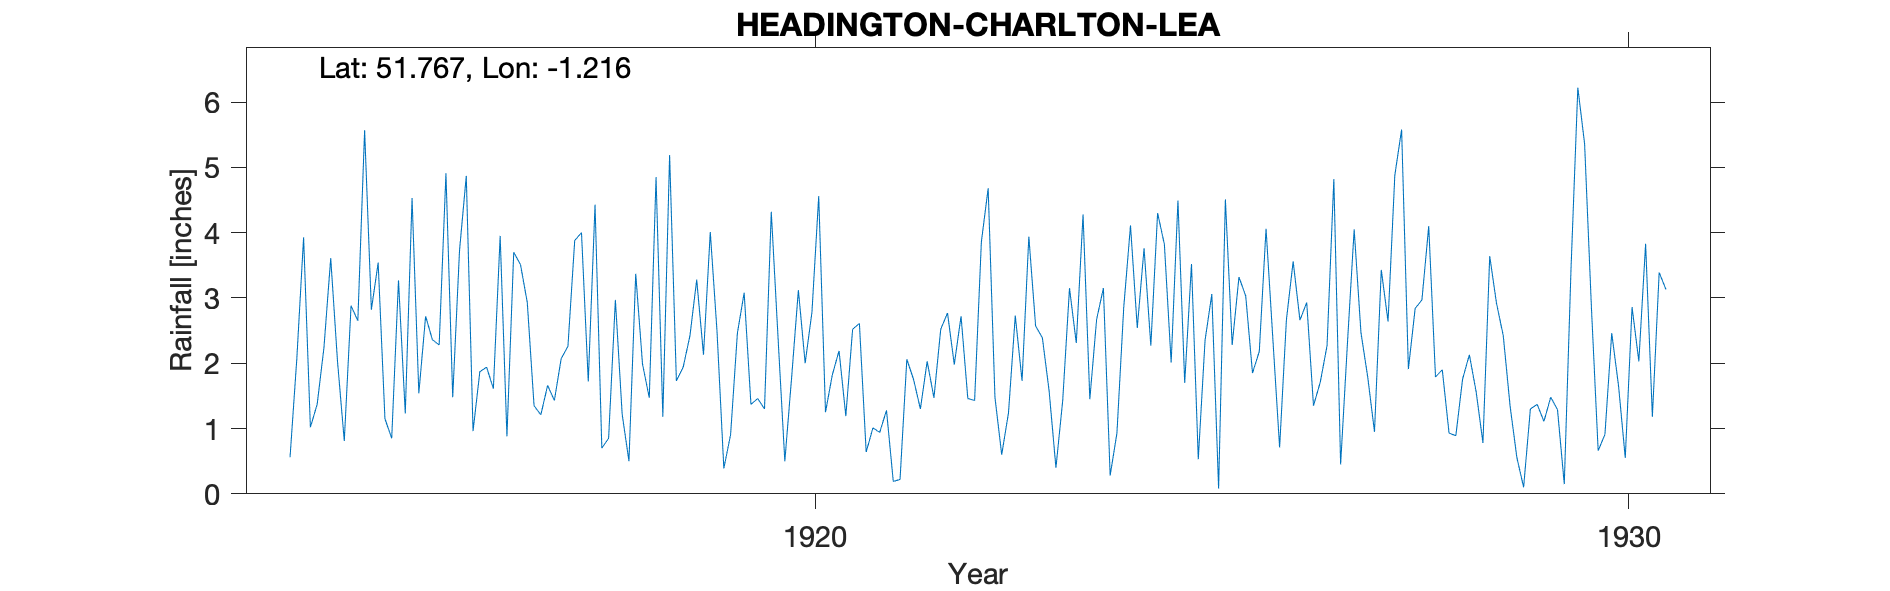 HEADINGTON-CHARLTON-LEA
Lat: 51.767, Lon: -1.216
6
5
4
3
2
1
0
Rainfall [inches]
1920
1930
Year